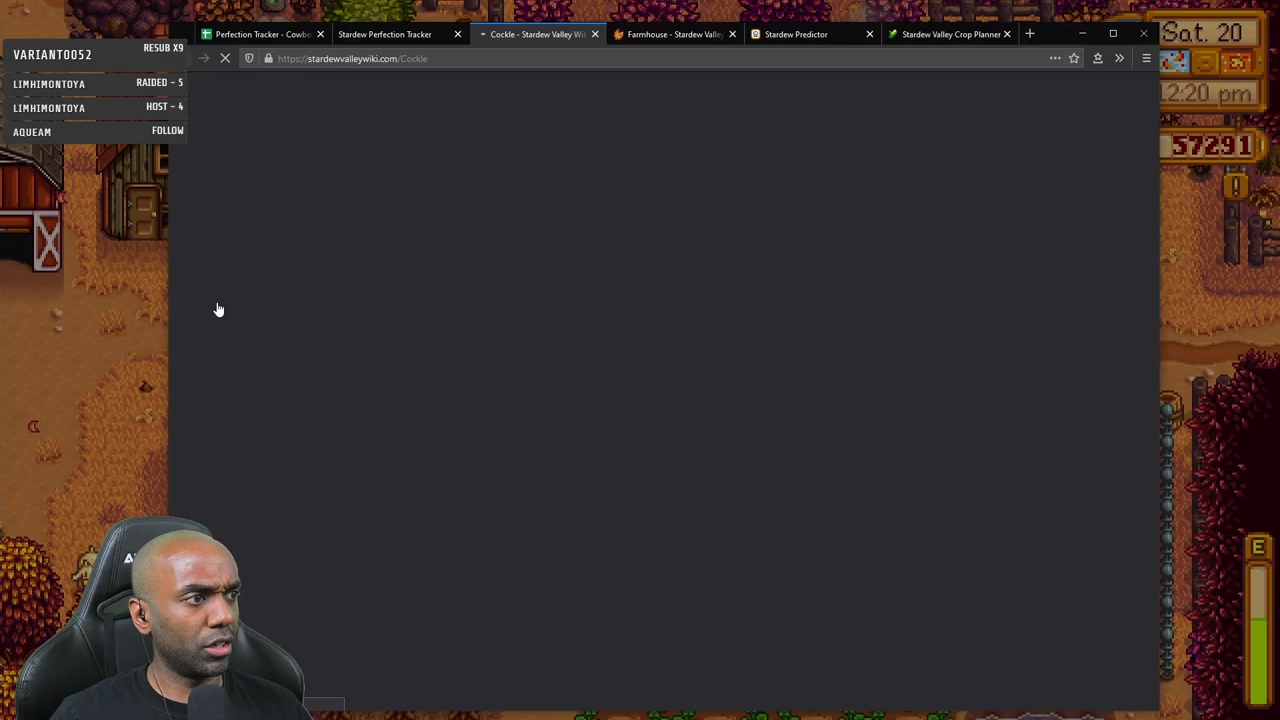 Perfection Tracker - Cowbe
Stardew Perfection Tracker
Cockle - Stardew Valley Wi
Farmhouse - Stardew Valley
Stardew Predictor
Stardew Valley Crop Planner
https://stardewvalleywiki.com/Cockle
VARIANT0052 RESUB X9
LIMHIMONTOYA RAIDED - 5
LIMHIMONTOYA HOST - 4
AQUEAM FOLLOW
Sat. 20
12:20 pm
57291
E